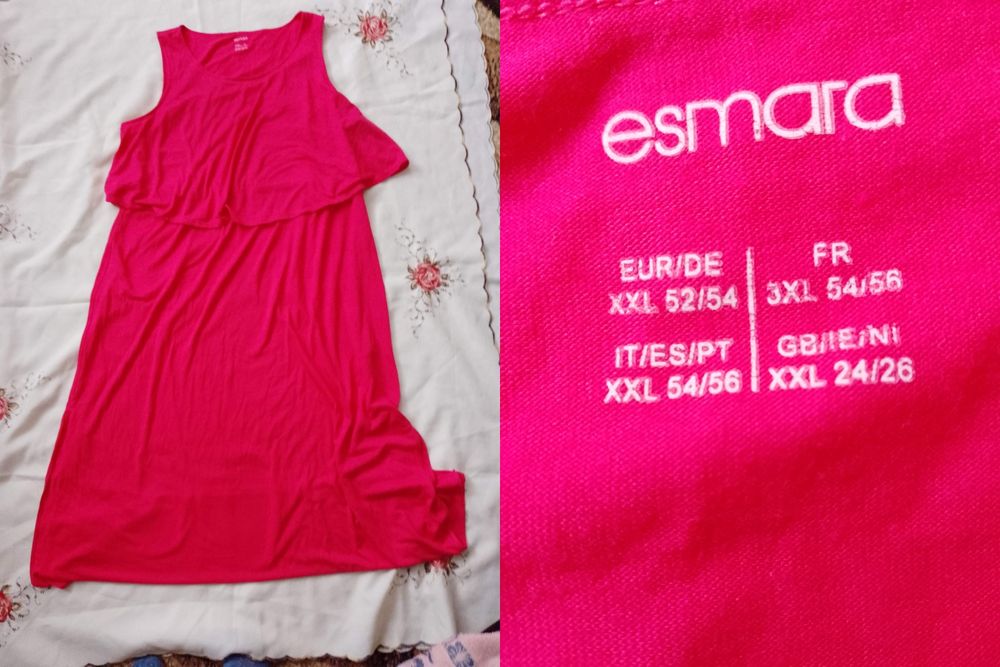 esmara
EUR/DE
XXL 52/54
FR
3XL 54/56
IT/ES/PT
XXL 54/56
GB/IE/NI
XXL 24/26